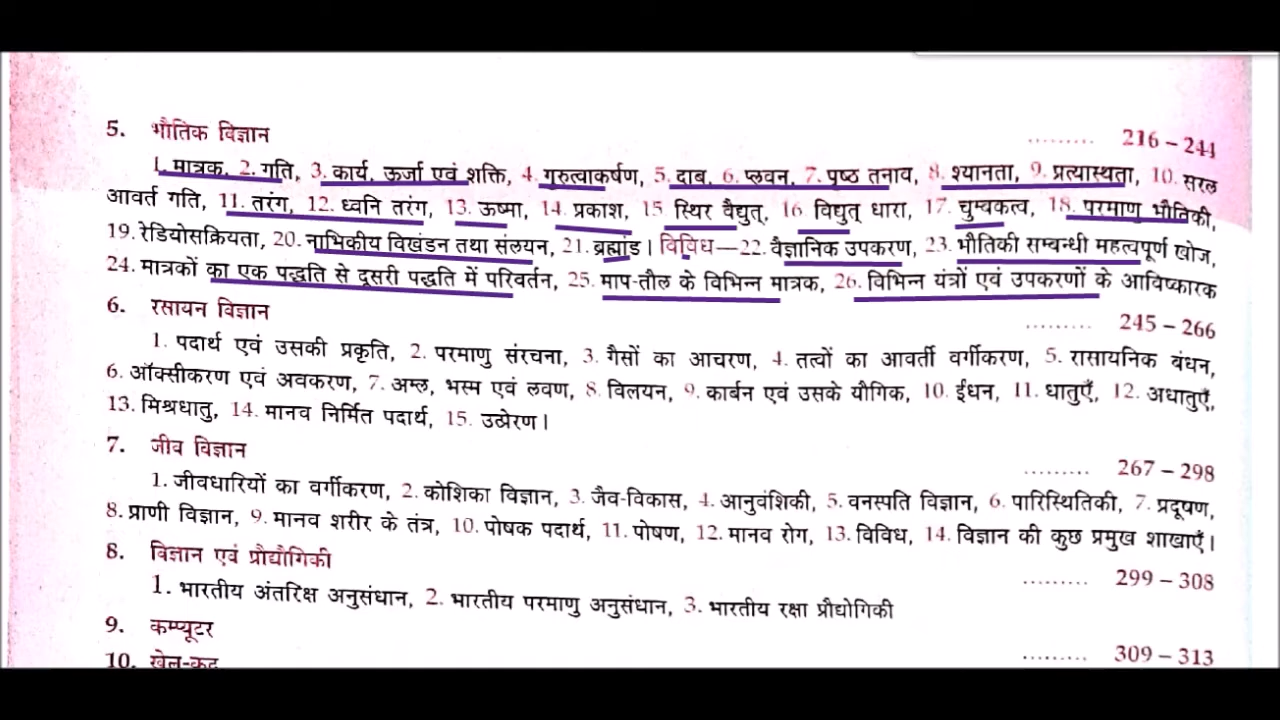 5. भौतिक विज्ञान ......... 216 – 244
1. मात्रक, 2. गति, 3. कार्य, ऊर्जा एवं शक्ति, 4. गुरुत्वाकर्षण, 5. दाब, 6. प्लवन, 7. पृष्ठ तनाय, 8. श्यानता, 9. प्रत्यास्थता, 10. सरल
आवर्त गति, 11. तरंग, 12. ध्वनि तरंग, 13. ऊष्मा, 14. प्रकाश, 15. स्थिर वैद्युत्, 16. विद्युत् धारा, 17. चुम्बकत्व, 18. परमाणु भौतिकी,
19. रेडियोसक्रियता, 20. नाभिकीय विखंडन तथा संलयन, 21. ब्रह्मांड। विविध—22. वैज्ञानिक उपकरण, 23. भौतिकी सम्बन्धी महत्वपूर्ण खोज,
24. मात्रकों का एक पद्धति से दूसरी पद्धति में परिवर्तन, 25. माप-तौल के विभिन्न मात्रक, 26. विभिन्न यंत्रों एवं उपकरणों के आविष्कारक
6. रसायन विज्ञान ......... 245 – 266
1. पदार्थ एवं उसकी प्रकृति, 2. परमाणु संरचना, 3. गैसों का आचरण, 4. तत्वों का आवर्ती वर्गीकरण, 5. रासायनिक बंधन,
6. ऑक्सीकरण एवं अवकरण, 7. अम्ल, भस्म एवं लवण, 8. विलयन, 9. कार्बन एवं उसके यौगिक, 10. ईंधन, 11. धातुएँ, 12. अधातुएँ,
13. मिश्रधातु, 14. मानव निर्मित पदार्थ, 15. उत्प्रेरण।
7. जीव विज्ञान ......... 267 – 298
1. जीवधारियों का वर्गीकरण, 2. कोशिका विज्ञान, 3. जैव-विकास, 4. आनुवंशिकी, 5. वनस्पति विज्ञान, 6. पारिस्थितिकी, 7. प्रदूषण,
8. प्राणी विज्ञान, 9. मानव शरीर के तंत्र, 10. पोषक पदार्थ, 11. पोषण, 12. मानव रोग, 13. विविध, 14. विज्ञान की कुछ प्रमुख शाखाएँ।
8. विज्ञान एवं प्रौद्यौगिकी ......... 299 – 308
1. भारतीय अंतरिक्ष अनुसंधान, 2. भारतीय परमाणु अनुसंधान, 3. भारतीय रक्षा प्रौद्योगिकी
9. कम्प्यूटर ......... 309 – 313
10. खेल-कूद